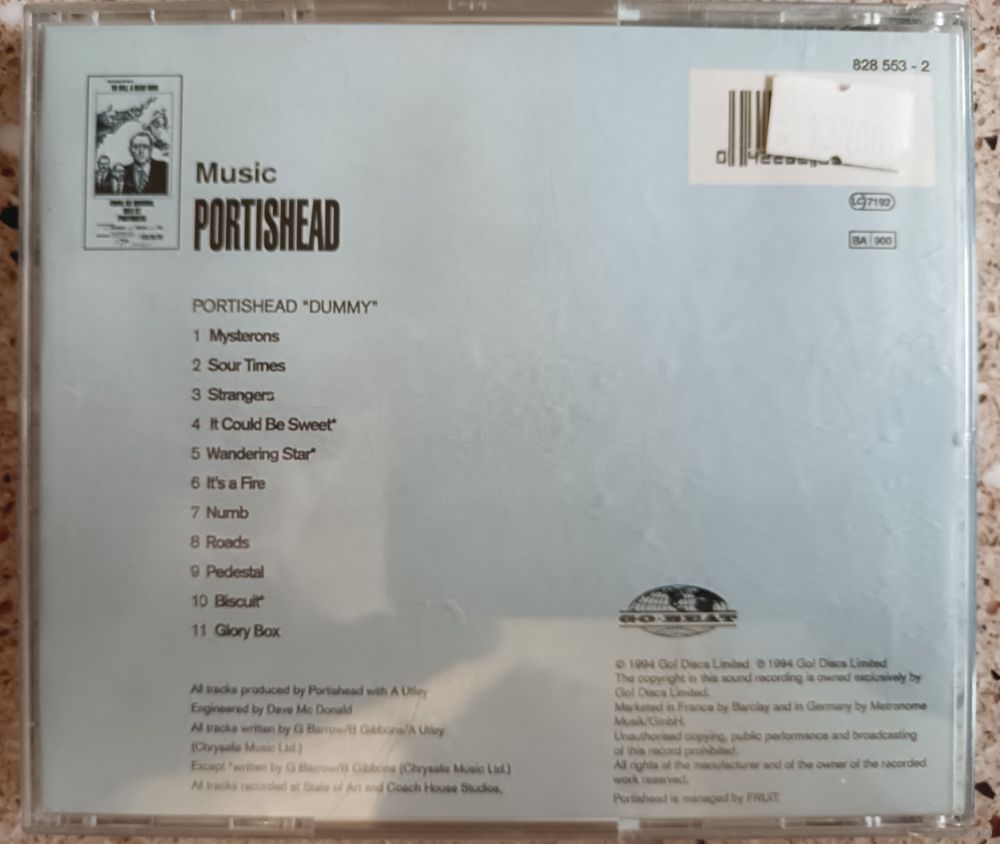 828 553 - 2
TO KILL A DEAD MAN
Music
PORTISHEAD
LC 7192
BA 900
PORTISHEAD "DUMMY"
1 Mysterons
2 Sour Times
3 Strangers
4 It Could Be Sweet*
5 Wandering Star*
6 It's a Fire
7 Numb
8 Roads
9 Pedestal
10 Biscuit*
11 Glory Box
All tracks produced by Portishead with A Utley
Engineered by Dave Mc Donald
All tracks written by G Barrow/B Gibbons/A Utley
(Chrysalis Music Ltd.)
Except *written by G Barrow/B Gibbons (Chrysalis Music Ltd.)
All tracks recorded at State of Art and Coach House Studios.
GO·BEAT
© 1994 Go! Discs Limited ℗ 1994 Go! Discs Limited
The copyright in this sound recording is owned exclusively by
Go! Discs Limited.
Marketed in France by Barclay and in Germany by Metronome
Musik/GmbH.
Unauthorised copying, public performance and broadcasting
of this record prohibited.
All rights of the manufacturer and of the owner of the recorded
work reserved.
Portishead is managed by FRUIT.